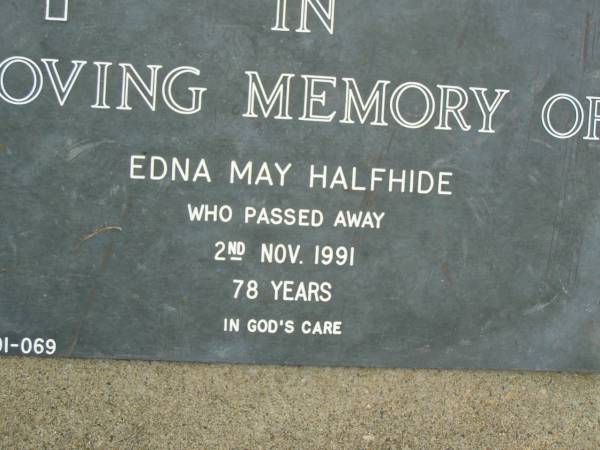 IN
LOVING MEMORY OF
EDNA MAY HALFHIDE
WHO PASSED AWAY
2ND NOV. 1991
78 YEARS
IN GOD'S CARE
01-069